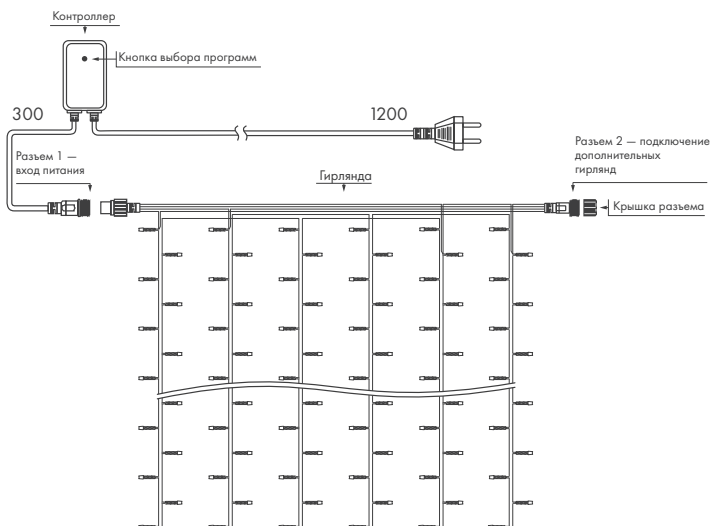 Контроллер
Кнопка выбора программ
300
1200
Разъем 1 —
вход питания
Гирлянда
Разъем 2 — подключение
дополнительных
гирлянд
Крышка разъема